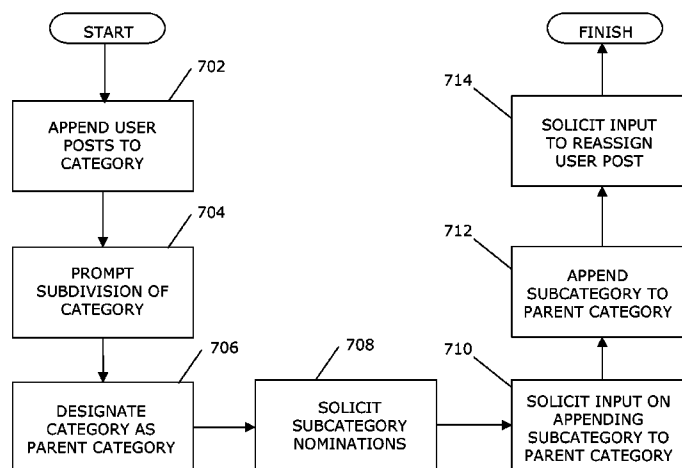 START
702
APPEND USER
POSTS TO
CATEGORY
704
PROMPT
SUBDIVISION OF
CATEGORY
706
DESIGNATE
CATEGORY AS
PARENT CATEGORY
708
SOLICIT
SUBCATEGORY
NOMINATIONS
710
SOLICIT INPUT ON
APPENDING
SUBCATEGORY TO
PARENT CATEGORY
712
APPEND
SUBCATEGORY TO
PARENT CATEGORY
714
SOLICIT INPUT
TO REASSIGN
USER POST
FINISH